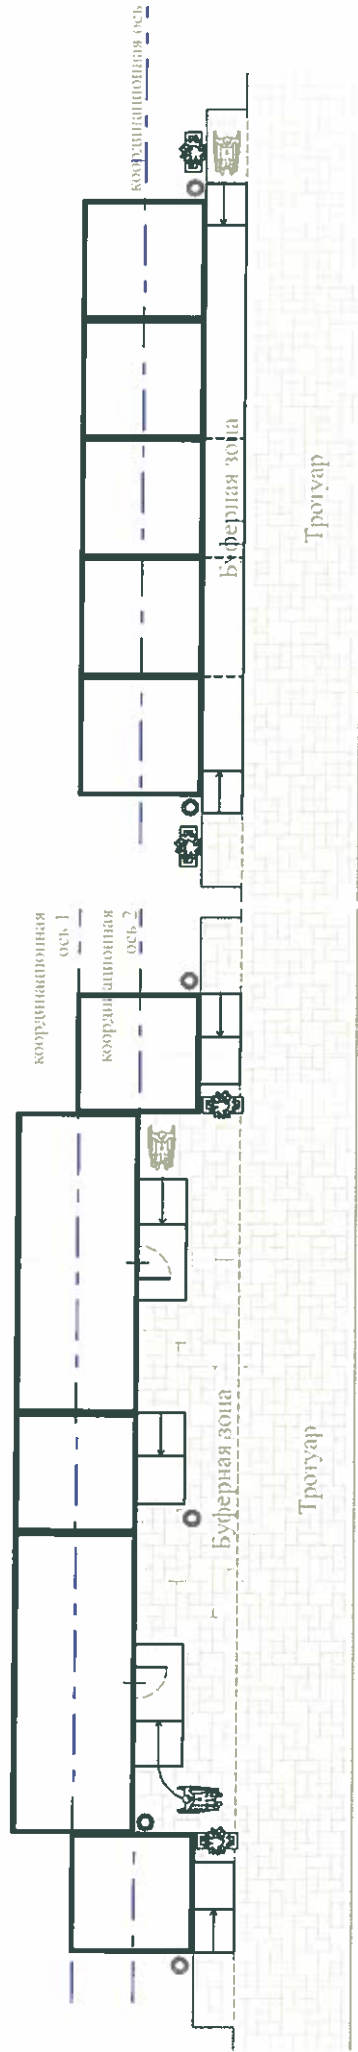 координационная ось
Буферная зона
Тротуар
координационная
ось 1
координационная
ось 2
Буферная зона
Тротуар